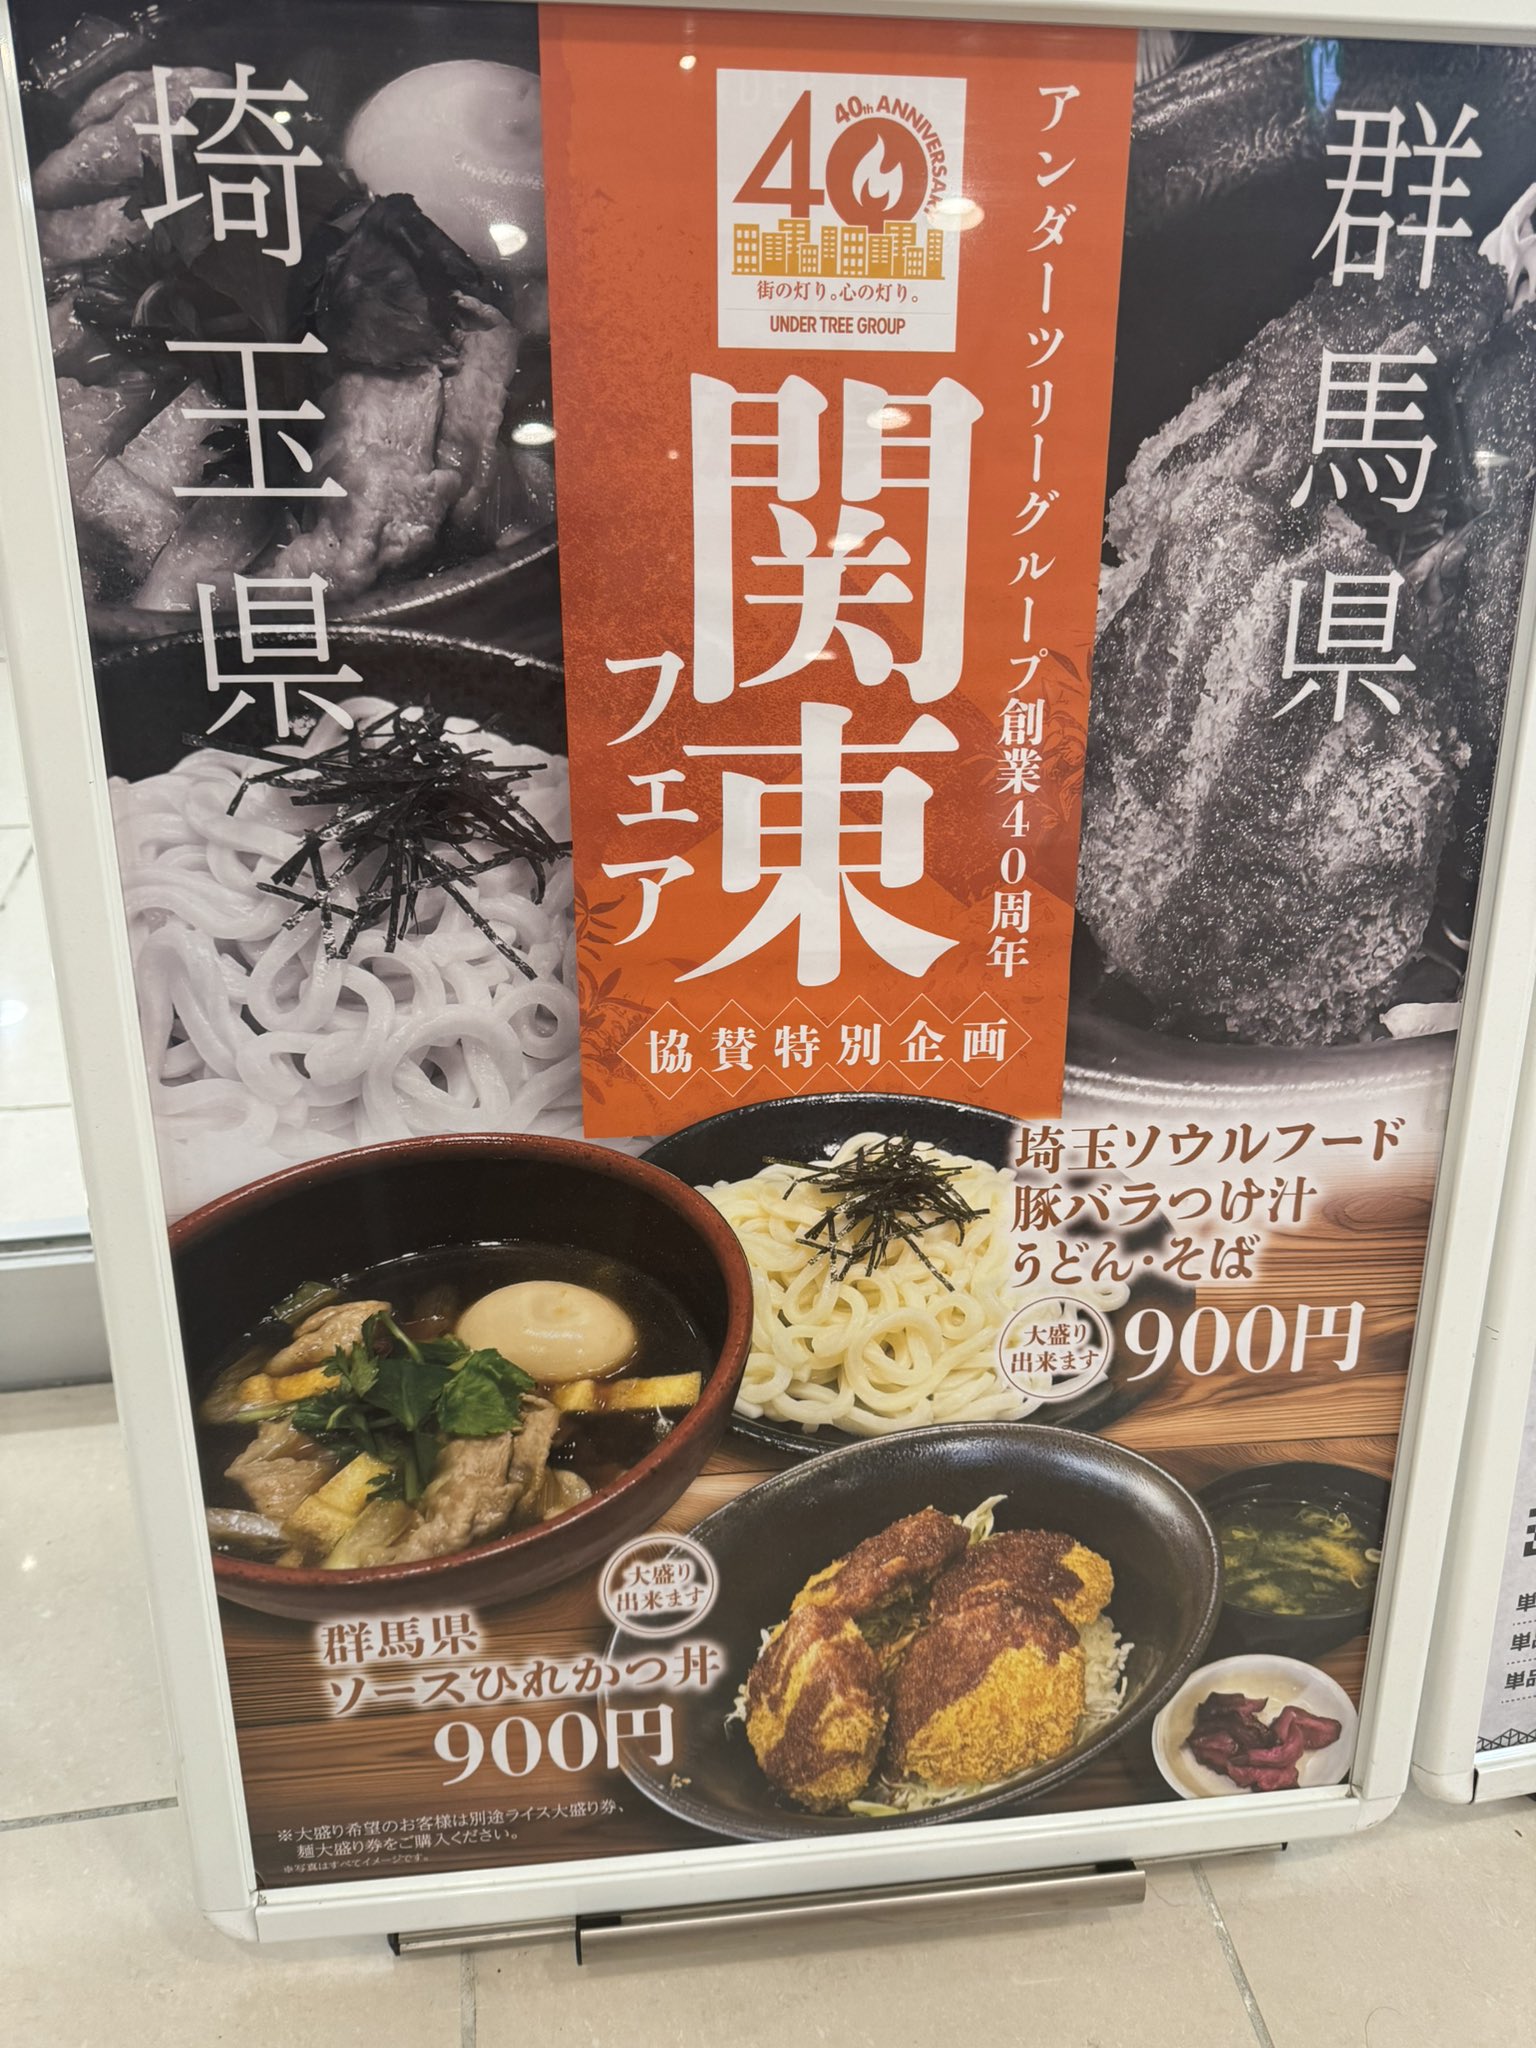 群馬県
埼玉県
40
40th ANNIVERSARY
街の灯り。心の灯り。
UNDER TREE GROUP
アンダーツリーグループ創業40周年
関東
フェア
協賛特別企画
埼玉ソウルフード
豚バラつけ汁
うどん・そば
大盛り
出来ます
900円
大盛り
出来ます
群馬県
ソースひれかつ丼
900円
※大盛り希望のお客様は別途ライス大盛り券、
麺大盛り券をご購入ください。
※写真はすべてイメージです。